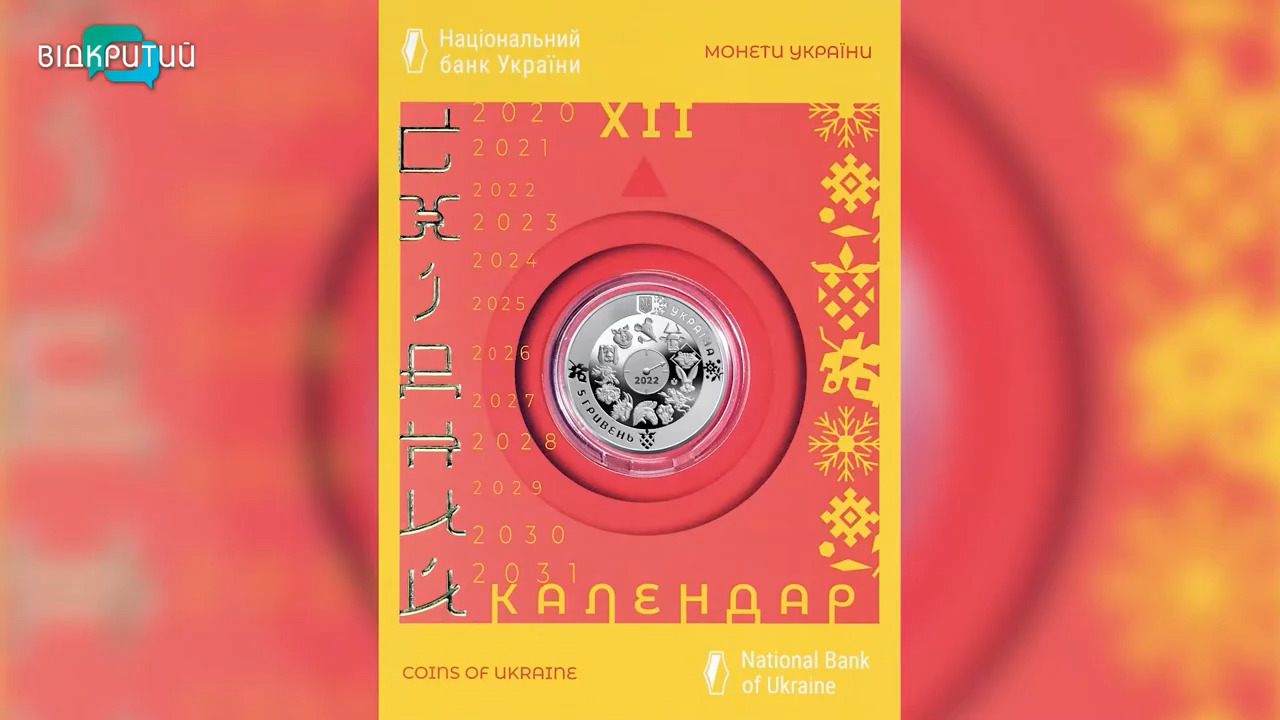 ВІДКРИТИЙ
Національний
банк України
МОНЕТИ УКРАЇНИ
СХІДНИЙ
2020
2021
2022
2023
2024
2025
2026
2027
2028
2029
2030
2031
XII
УКРАЇНА
2022
5 ГРИВЕНЬ
КАЛЕНДАР
COINS OF UKRAINE
National Bank
of Ukraine